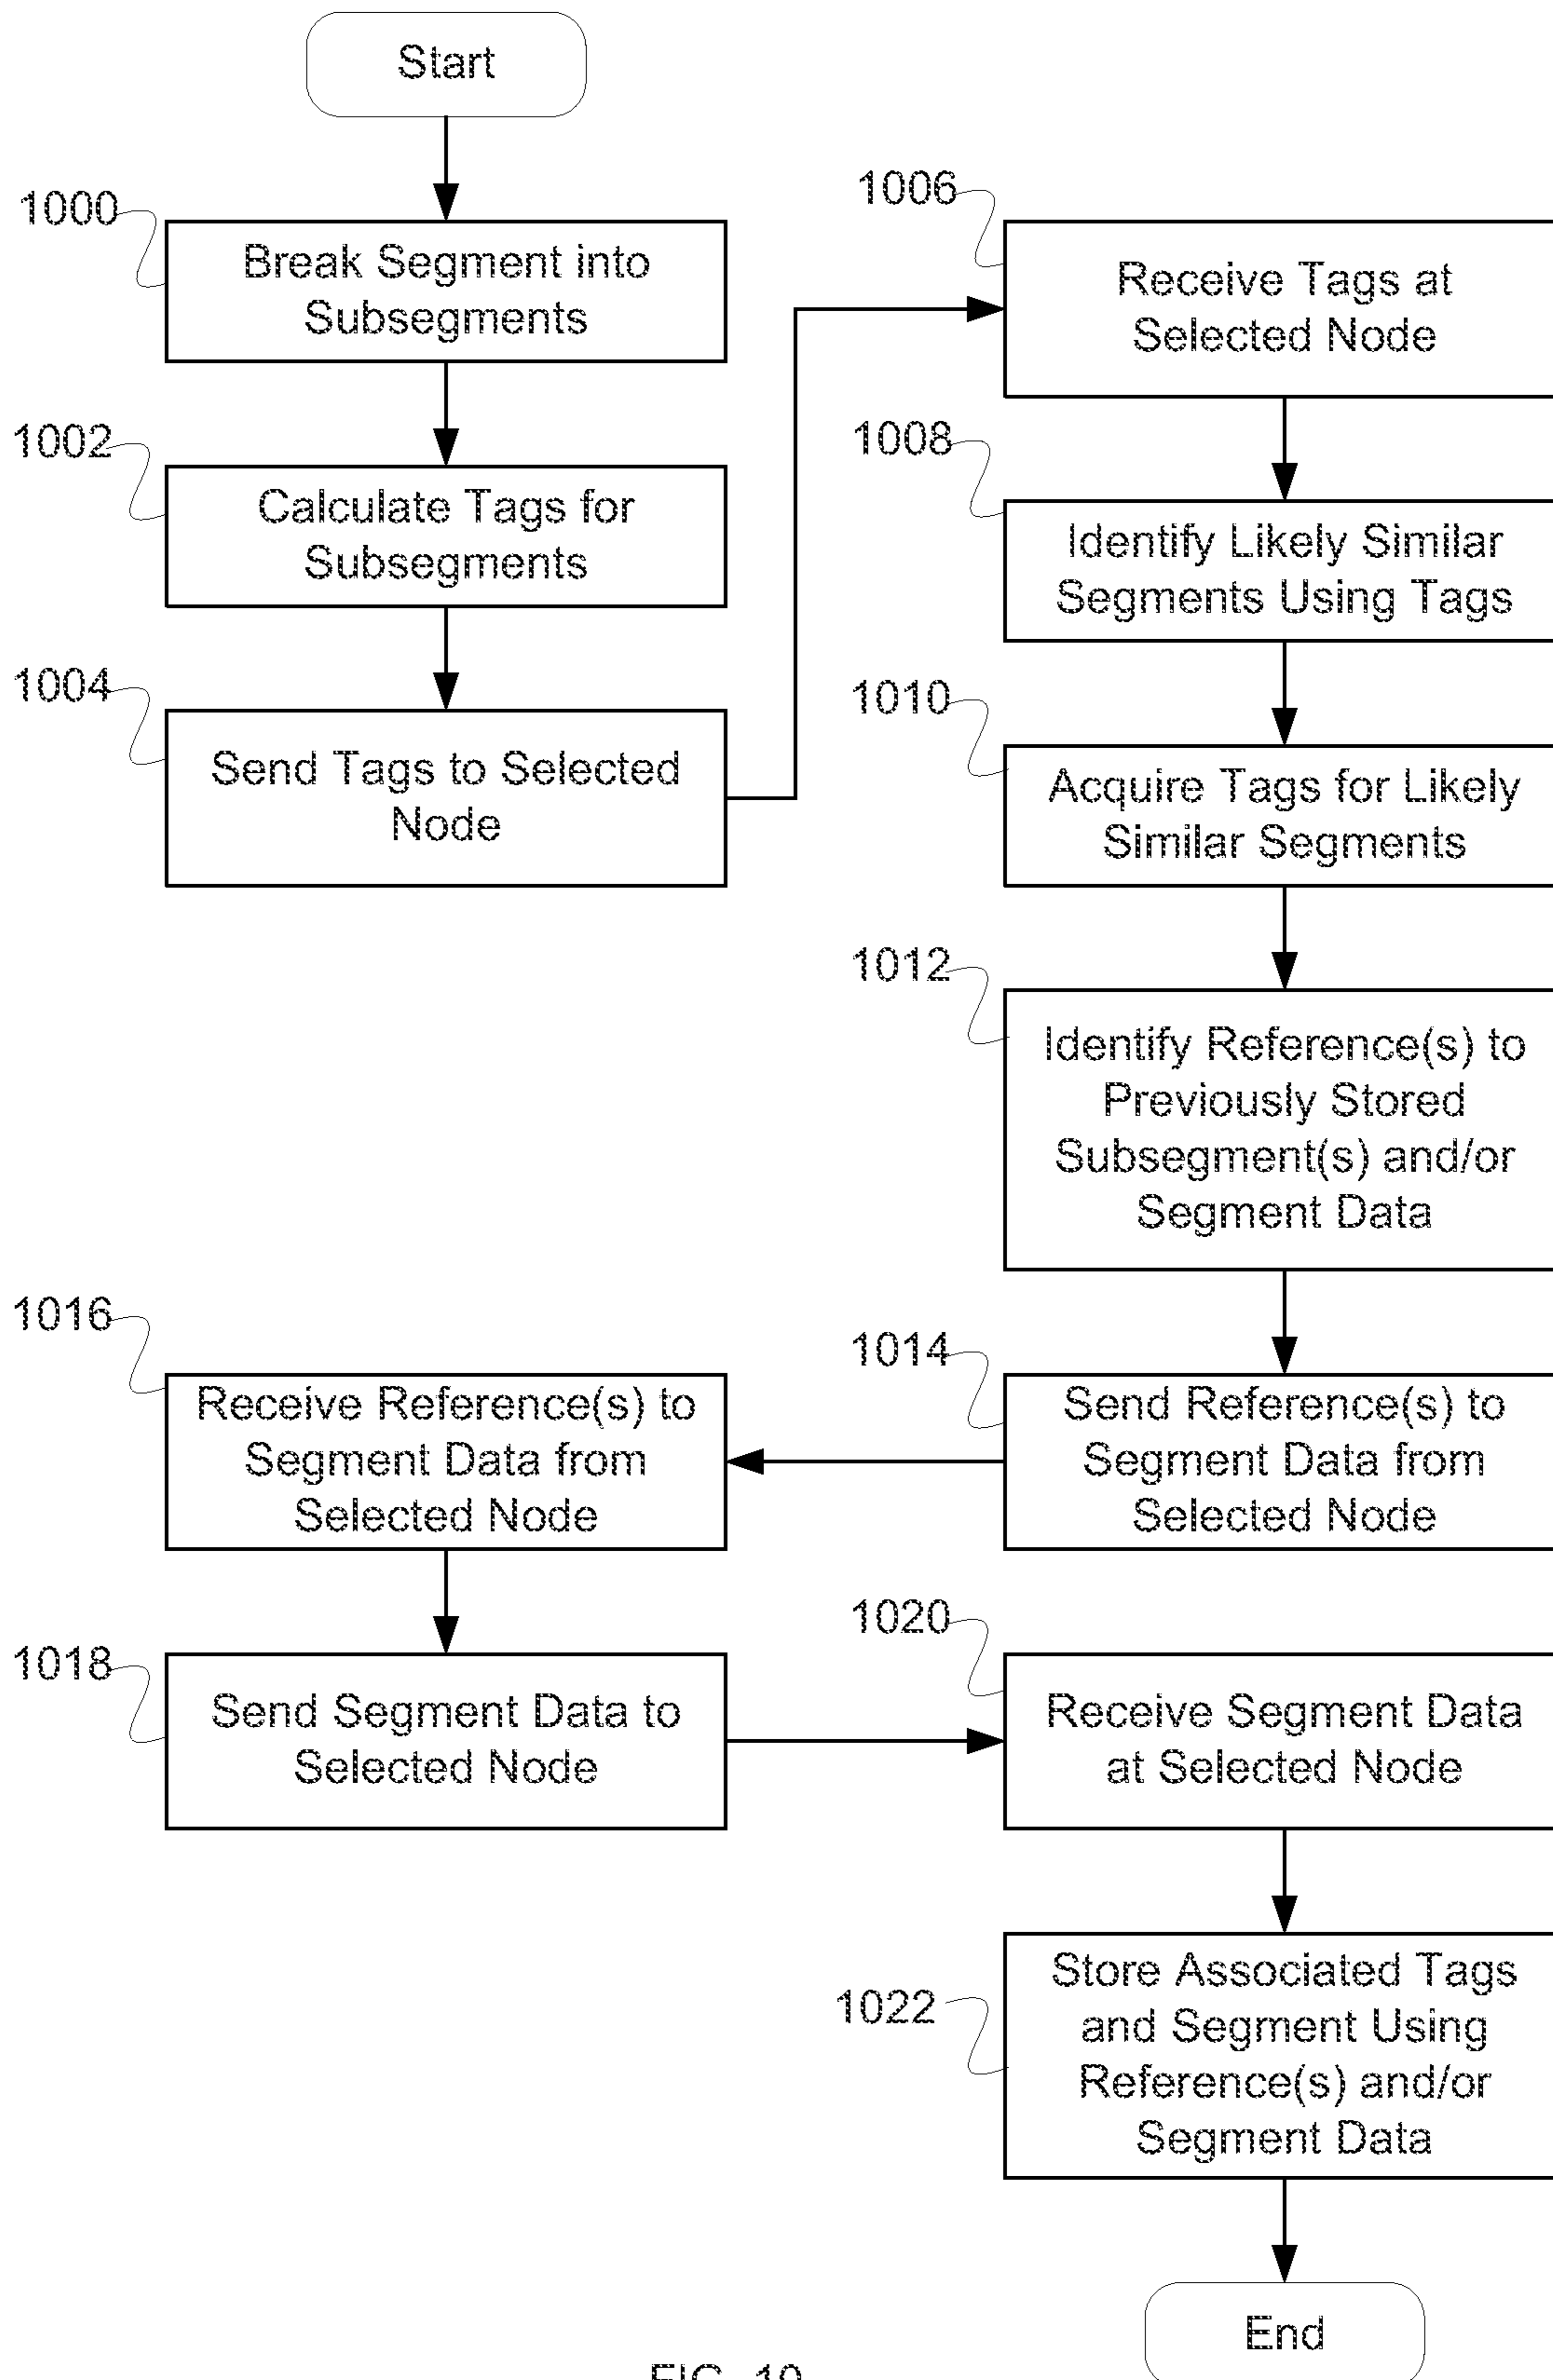 Start
1000
Break Segment into
Subsegments
1002
Calculate Tags for
Subsegments
1004
Send Tags to Selected
Node
1006
Receive Tags at
Selected Node
1008
Identify Likely Similar
Segments Using Tags
1010
Acquire Tags for Likely
Similar Segments
1012
Identify Reference(s) to
Previously Stored
Subsegment(s) and/or
Segment Data
1014
Send Reference(s) to
Segment Data from
Selected Node
1016
Receive Reference(s) to
Segment Data from
Selected Node
1018
Send Segment Data to
Selected Node
1020
Receive Segment Data
at Selected Node
1022
Store Associated Tags
and Segment Using
Reference(s) and/or
Segment Data
End
FIG. 10